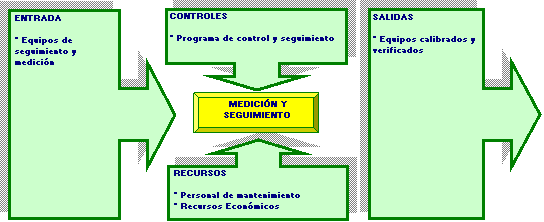 ENTRADA
* Equipos de
seguimiento y
medición
CONTROLES
* Programa de control y seguimiento
MEDICIÓN Y
SEGUIMIENTO
RECURSOS
* Personal de mantenimiento
* Recursos Económicos
SALIDAS
* Equipos calibrados y
verificados